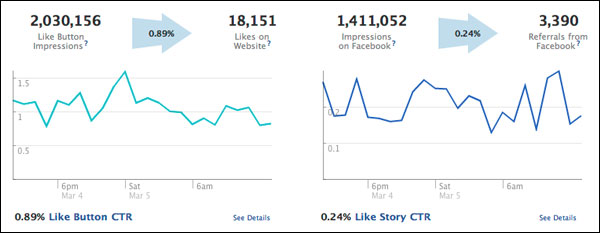 2,030,156
Like Button
Impressions?
0.89%
18,151
Likes on
Website?
1,411,052
Impressions
on Facebook?
0.24%
3,390
Referrals from
Facebook?
1.5
1
0.5
6pm
Mar 4
Sat
Mar 5
6am
0.2
0.1
6pm
Mar 4
Sat
Mar 5
6am
0.89% Like Button CTR
See Details
0.24% Like Story CTR
See Details